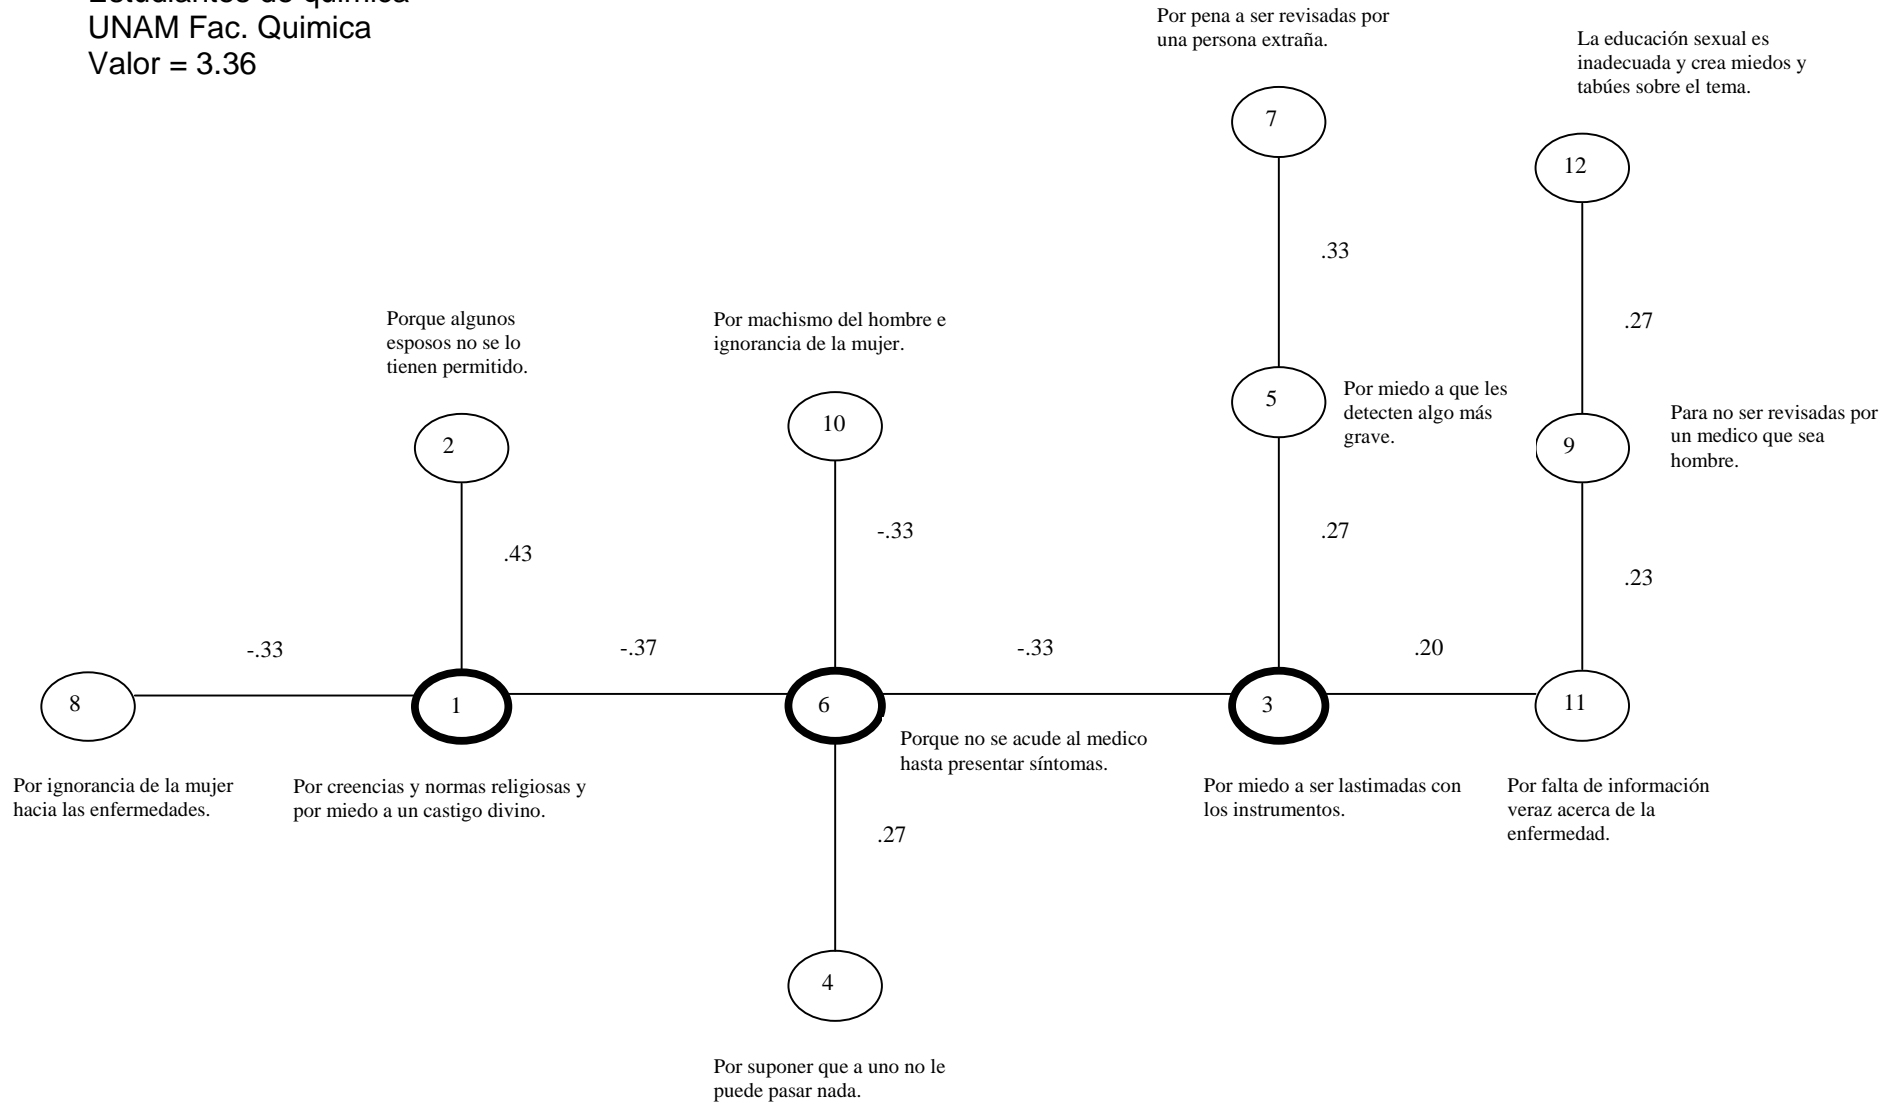 Estudiantes de química
UNAM Fac. Quimica
Valor = 3.36
Por pena a ser revisadas por
una persona extraña.
La educación sexual es
inadecuada y crea miedos y
tabúes sobre el tema.
7
12
.33
.27
Porque algunos
esposos no se lo
tienen permitido.
Por machismo del hombre e
ignorancia de la mujer.
2
10
5
Por miedo a que les
detecten algo más
grave.
9
Para no ser revisadas por
un medico que sea
hombre.
.43
-.33
.27
.23
-.33
-.37
-.33
.20
8
1
6
3
11
Porque no se acude al medico
hasta presentar síntomas.
Por ignorancia de la mujer
hacia las enfermedades.
Por creencias y normas religiosas y
por miedo a un castigo divino.
Por miedo a ser lastimadas con
los instrumentos.
Por falta de información
veraz acerca de la
enfermedad.
.27
4
Por suponer que a uno no le
puede pasar nada.